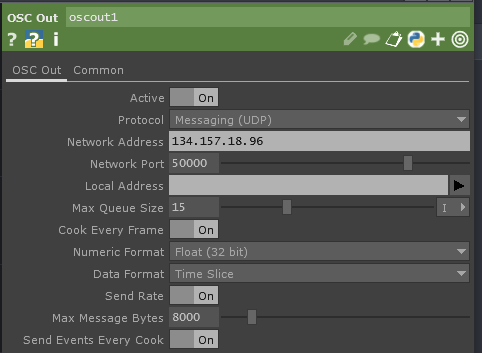 OSC Out oscout1
? ? i
OSC Out Common
Active On
Protocol Messaging (UDP)
Network Address 134.157.18.96
Network Port 50000
Local Address
Max Queue Size 15 I
Cook Every Frame On
Numeric Format Float (32 bit)
Data Format Time Slice
Send Rate On
Max Message Bytes 8000
Send Events Every Cook On